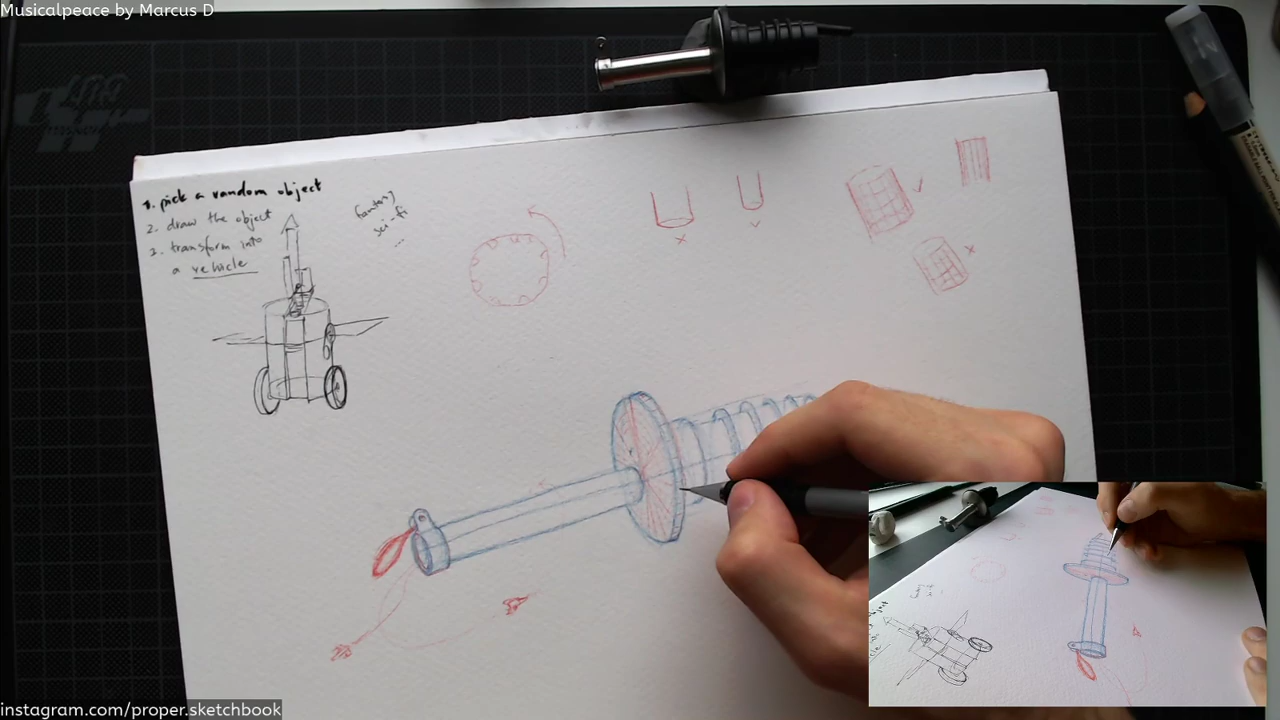 Musicalpeace by Marcus D
1. pick a random object
2. draw the object
3. transform into
a vehicle
fantasy
sci-fi
...
instagram.com/proper.sketchbook